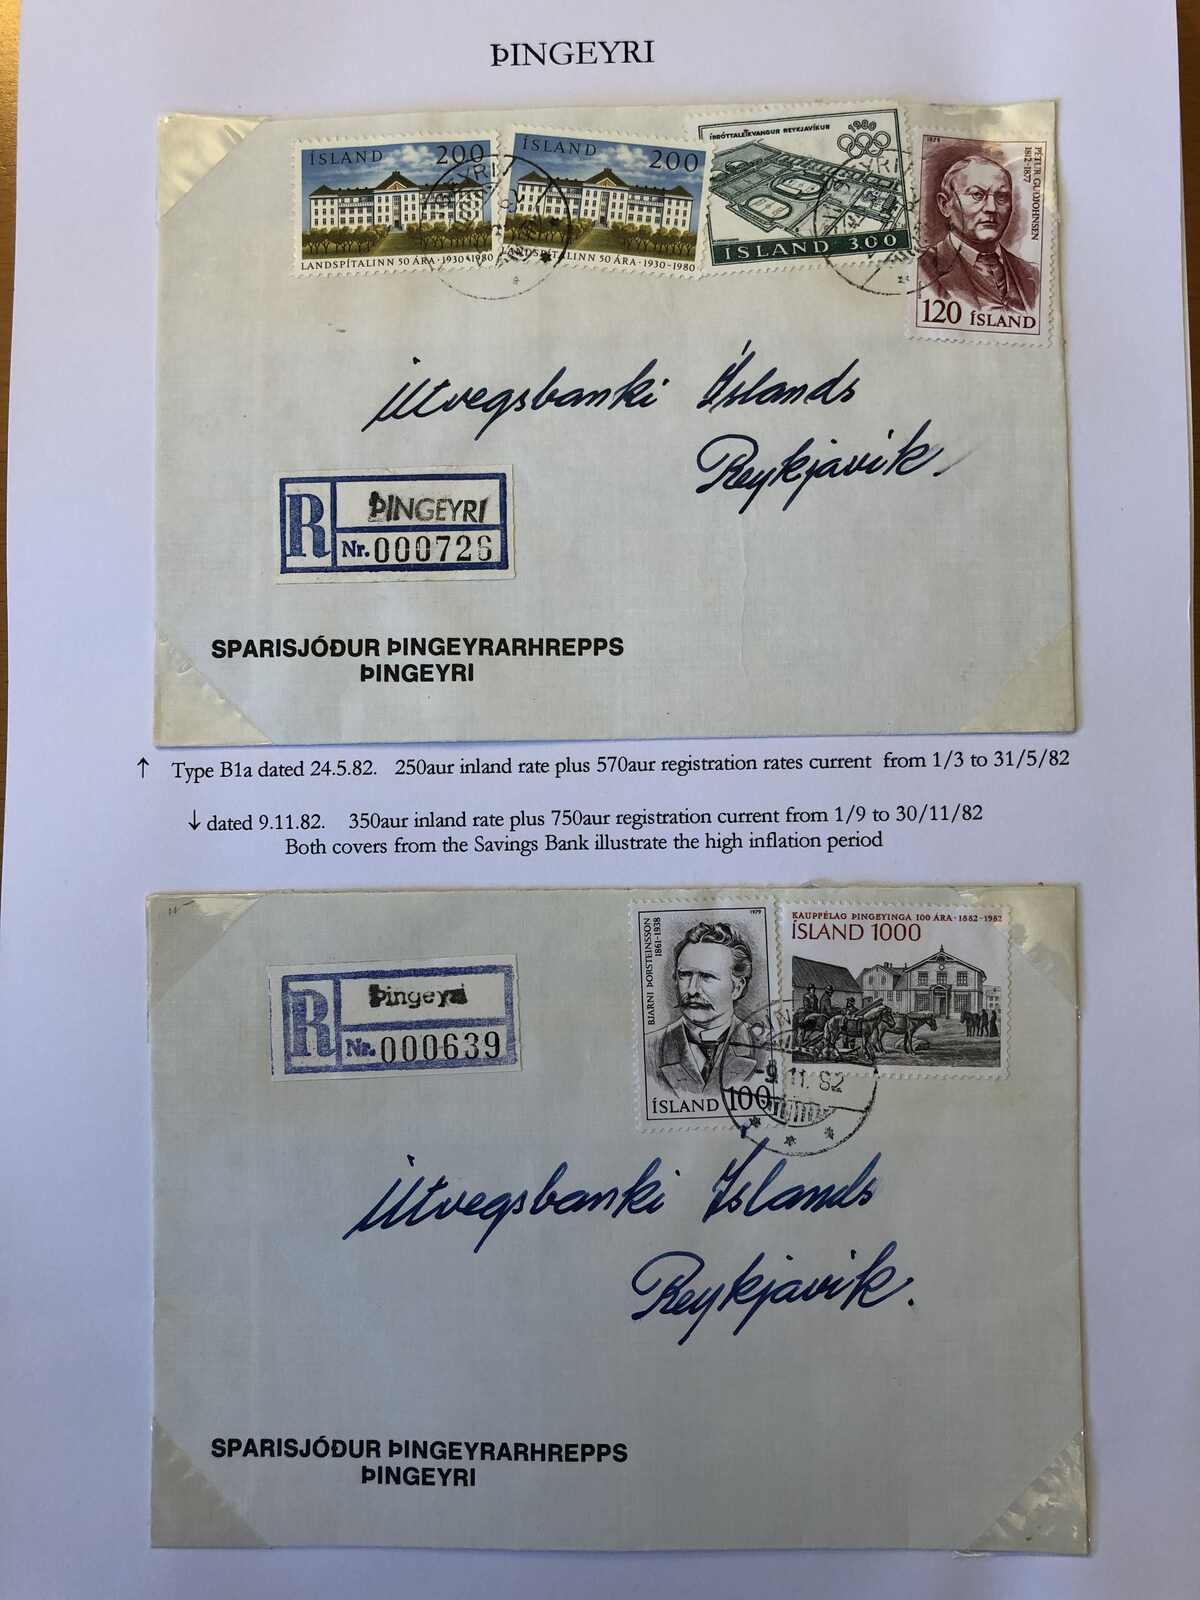 ÞINGEYRI
ÍSLAND 200
LANDSPÍTALINN 50 ÁRA · 1930-1980
ÍSLAND 200
LANDSPÍTALINN 50 ÁRA · 1930-1980
ÍÞRÓTTALEIKVANGUR REYKJAVÍKUR
1980
ÍSLAND 300
1979
PÉTUR GUÐJOHNSEN
1812-1877
120 ÍSLAND
Útvegsbanki Íslands
Reykjavík.
R ÞINGEYRI
Nr. 000726
SPARISJÓÐUR ÞINGEYRARHREPPS
ÞINGEYRI
↑ Type B1a dated 24.5.82. 250aur inland rate plus 570aur registration rates current from 1/3 to 31/5/82
↓ dated 9.11.82. 350aur inland rate plus 750aur registration current from 1/9 to 30/11/82
Both covers from the Savings Bank illustrate the high inflation period
R Þingeyri
Nr. 000639
1979
BJARNI ÞORSTEINSSON
1861-1938
ÍSLAND 100
KAUPFÉLAG ÞINGEYINGA 100 ÁRA · 1882-1982
ÍSLAND 1000
-9.11.82
Útvegsbanki Íslands
Reykjavík.
SPARISJÓÐUR ÞINGEYRARHREPPS
ÞINGEYRI